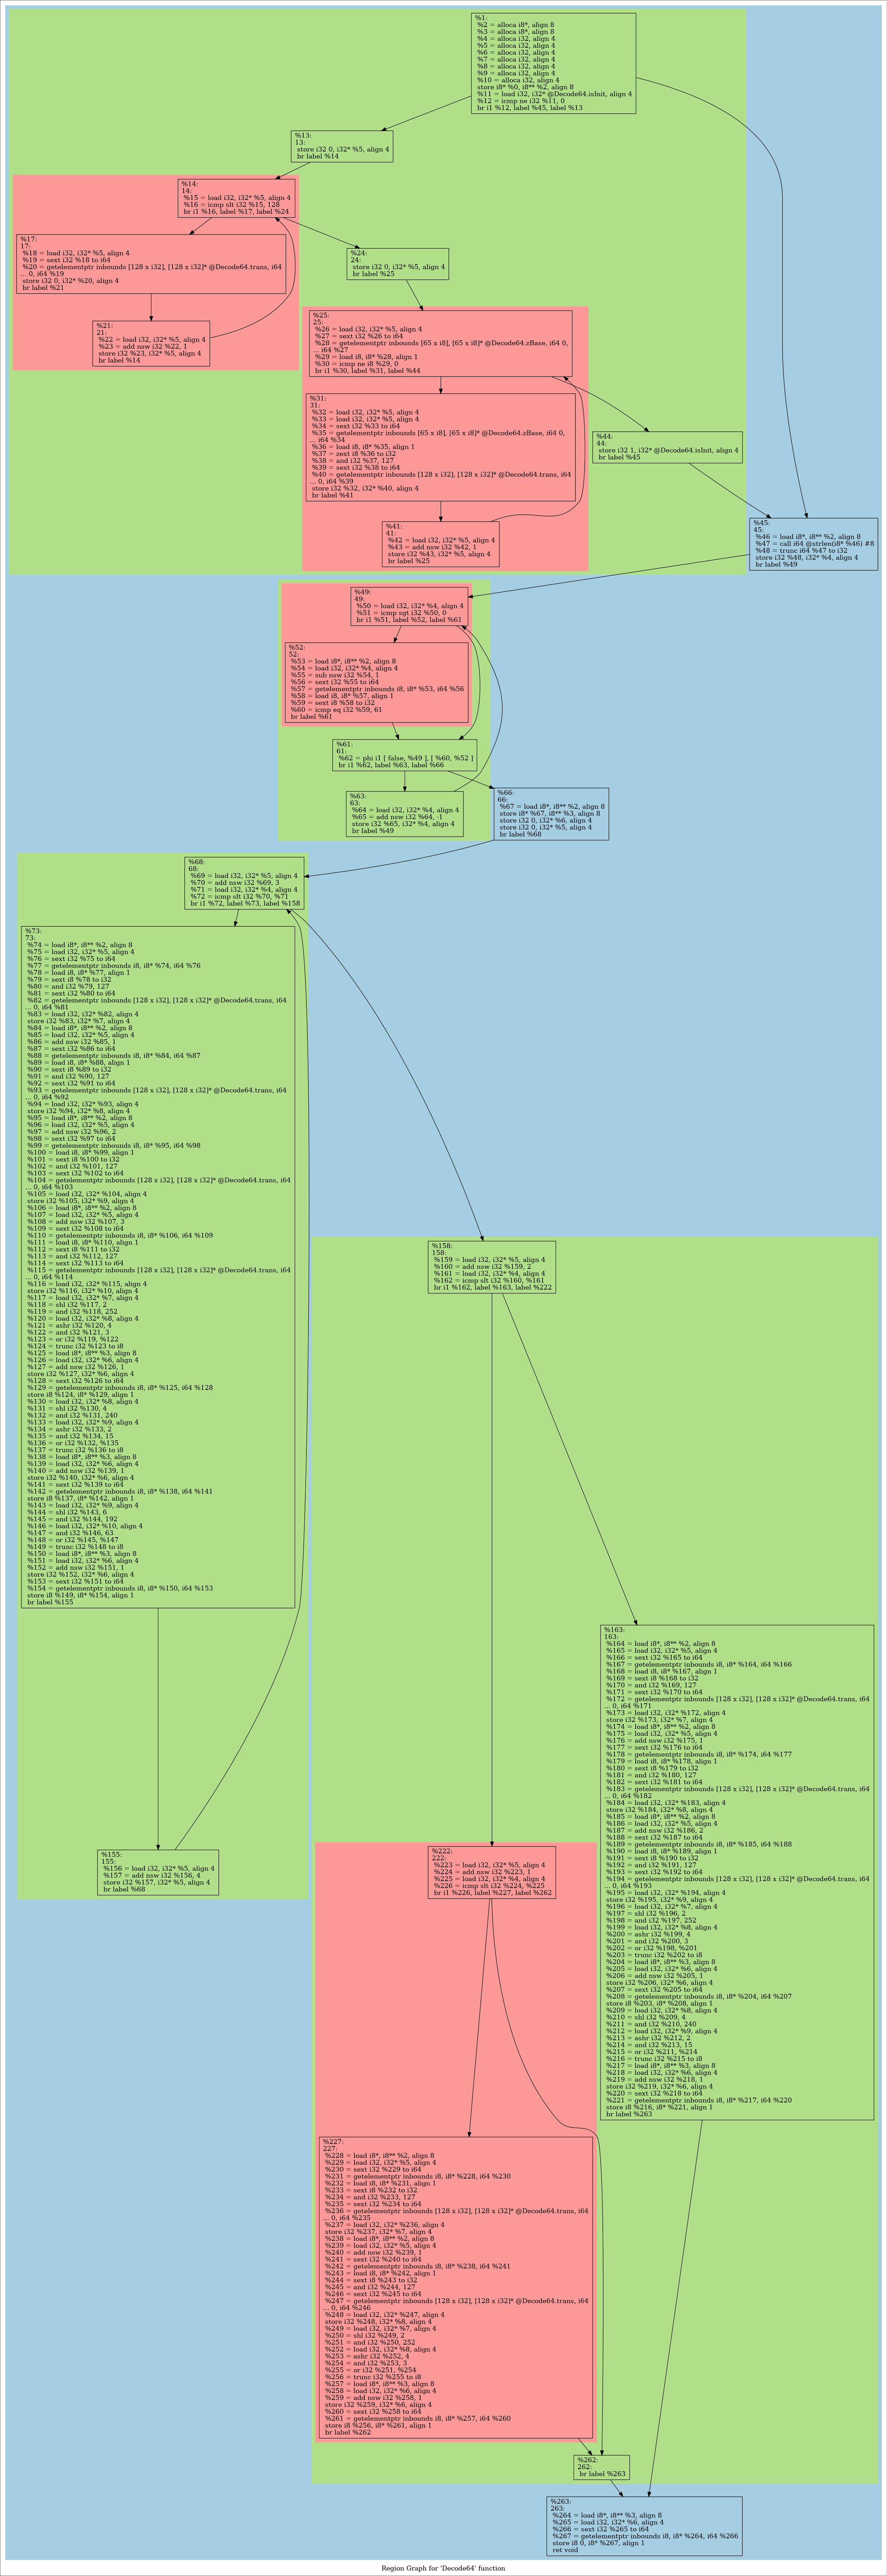 %1:
%2 = alloca i8*, align 8
%3 = alloca i8*, align 8
%4 = alloca i32, align 4
%5 = alloca i32, align 4
%6 = alloca i32, align 4
%7 = alloca i32, align 4
%8 = alloca i32, align 4
%9 = alloca i32, align 4
%10 = alloca i32, align 4
store i8* %0, i8** %2, align 8
%11 = load i32, i32* @Decode64.isInit, align 4
%12 = icmp ne i32 %11, 0
br i1 %12, label %45, label %13
%13:
13:
store i32 0, i32* %5, align 4
br label %14
%14:
14:
%15 = load i32, i32* %5, align 4
%16 = icmp slt i32 %15, 128
br i1 %16, label %17, label %24
%17:
17:
%18 = load i32, i32* %5, align 4
%19 = sext i32 %18 to i64
%20 = getelementptr inbounds [128 x i32], [128 x i32]* @Decode64.trans, i64
... 0, i64 %19
store i32 0, i32* %20, align 4
br label %21
%21:
21:
%22 = load i32, i32* %5, align 4
%23 = add nsw i32 %22, 1
store i32 %23, i32* %5, align 4
br label %14
%24:
24:
store i32 0, i32* %5, align 4
br label %25
%25:
25:
%26 = load i32, i32* %5, align 4
%27 = sext i32 %26 to i64
%28 = getelementptr inbounds [65 x i8], [65 x i8]* @Decode64.zBase, i64 0,
... i64 %27
%29 = load i8, i8* %28, align 1
%30 = icmp ne i8 %29, 0
br i1 %30, label %31, label %44
%31:
31:
%32 = load i32, i32* %5, align 4
%33 = load i32, i32* %5, align 4
%34 = sext i32 %33 to i64
%35 = getelementptr inbounds [65 x i8], [65 x i8]* @Decode64.zBase, i64 0,
... i64 %34
%36 = load i8, i8* %35, align 1
%37 = zext i8 %36 to i32
%38 = and i32 %37, 127
%39 = sext i32 %38 to i64
%40 = getelementptr inbounds [128 x i32], [128 x i32]* @Decode64.trans, i64
... 0, i64 %39
store i32 %32, i32* %40, align 4
br label %41
%41:
41:
%42 = load i32, i32* %5, align 4
%43 = add nsw i32 %42, 1
store i32 %43, i32* %5, align 4
br label %25
%44:
44:
store i32 1, i32* @Decode64.isInit, align 4
br label %45
%45:
45:
%46 = load i8*, i8** %2, align 8
%47 = call i64 @strlen(i8* %46) #8
%48 = trunc i64 %47 to i32
store i32 %48, i32* %4, align 4
br label %49
%49:
49:
%50 = load i32, i32* %4, align 4
%51 = icmp sgt i32 %50, 0
br i1 %51, label %52, label %61
%52:
52:
%53 = load i8*, i8** %2, align 8
%54 = load i32, i32* %4, align 4
%55 = sub nsw i32 %54, 1
%56 = sext i32 %55 to i64
%57 = getelementptr inbounds i8, i8* %53, i64 %56
%58 = load i8, i8* %57, align 1
%59 = sext i8 %58 to i32
%60 = icmp eq i32 %59, 61
br label %61
%61:
61:
%62 = phi i1 [ false, %49 ], [ %60, %52 ]
br i1 %62, label %63, label %66
%63:
63:
%64 = load i32, i32* %4, align 4
%65 = add nsw i32 %64, -1
store i32 %65, i32* %4, align 4
br label %49
%66:
66:
%67 = load i8*, i8** %2, align 8
store i8* %67, i8** %3, align 8
store i32 0, i32* %6, align 4
store i32 0, i32* %5, align 4
br label %68
%68:
68:
%69 = load i32, i32* %5, align 4
%70 = add nsw i32 %69, 3
%71 = load i32, i32* %4, align 4
%72 = icmp slt i32 %70, %71
br i1 %72, label %73, label %158
%73:
73:
%74 = load i8*, i8** %2, align 8
%75 = load i32, i32* %5, align 4
%76 = sext i32 %75 to i64
%77 = getelementptr inbounds i8, i8* %74, i64 %76
%78 = load i8, i8* %77, align 1
%79 = sext i8 %78 to i32
%80 = and i32 %79, 127
%81 = sext i32 %80 to i64
%82 = getelementptr inbounds [128 x i32], [128 x i32]* @Decode64.trans, i64
... 0, i64 %81
%83 = load i32, i32* %82, align 4
store i32 %83, i32* %7, align 4
%84 = load i8*, i8** %2, align 8
%85 = load i32, i32* %5, align 4
%86 = add nsw i32 %85, 1
%87 = sext i32 %86 to i64
%88 = getelementptr inbounds i8, i8* %84, i64 %87
%89 = load i8, i8* %88, align 1
%90 = sext i8 %89 to i32
%91 = and i32 %90, 127
%92 = sext i32 %91 to i64
%93 = getelementptr inbounds [128 x i32], [128 x i32]* @Decode64.trans, i64
... 0, i64 %92
%94 = load i32, i32* %93, align 4
store i32 %94, i32* %8, align 4
%95 = load i8*, i8** %2, align 8
%96 = load i32, i32* %5, align 4
%97 = add nsw i32 %96, 2
%98 = sext i32 %97 to i64
%99 = getelementptr inbounds i8, i8* %95, i64 %98
%100 = load i8, i8* %99, align 1
%101 = sext i8 %100 to i32
%102 = and i32 %101, 127
%103 = sext i32 %102 to i64
%104 = getelementptr inbounds [128 x i32], [128 x i32]* @Decode64.trans, i64
... 0, i64 %103
%105 = load i32, i32* %104, align 4
store i32 %105, i32* %9, align 4
%106 = load i8*, i8** %2, align 8
%107 = load i32, i32* %5, align 4
%108 = add nsw i32 %107, 3
%109 = sext i32 %108 to i64
%110 = getelementptr inbounds i8, i8* %106, i64 %109
%111 = load i8, i8* %110, align 1
%112 = sext i8 %111 to i32
%113 = and i32 %112, 127
%114 = sext i32 %113 to i64
%115 = getelementptr inbounds [128 x i32], [128 x i32]* @Decode64.trans, i64
... 0, i64 %114
%116 = load i32, i32* %115, align 4
store i32 %116, i32* %10, align 4
%117 = load i32, i32* %7, align 4
%118 = shl i32 %117, 2
%119 = and i32 %118, 252
%120 = load i32, i32* %8, align 4
%121 = ashr i32 %120, 4
%122 = and i32 %121, 3
%123 = or i32 %119, %122
%124 = trunc i32 %123 to i8
%125 = load i8*, i8** %3, align 8
%126 = load i32, i32* %6, align 4
%127 = add nsw i32 %126, 1
store i32 %127, i32* %6, align 4
%128 = sext i32 %126 to i64
%129 = getelementptr inbounds i8, i8* %125, i64 %128
store i8 %124, i8* %129, align 1
%130 = load i32, i32* %8, align 4
%131 = shl i32 %130, 4
%132 = and i32 %131, 240
%133 = load i32, i32* %9, align 4
%134 = ashr i32 %133, 2
%135 = and i32 %134, 15
%136 = or i32 %132, %135
%137 = trunc i32 %136 to i8
%138 = load i8*, i8** %3, align 8
%139 = load i32, i32* %6, align 4
%140 = add nsw i32 %139, 1
store i32 %140, i32* %6, align 4
%141 = sext i32 %139 to i64
%142 = getelementptr inbounds i8, i8* %138, i64 %141
store i8 %137, i8* %142, align 1
%143 = load i32, i32* %9, align 4
%144 = shl i32 %143, 6
%145 = and i32 %144, 192
%146 = load i32, i32* %10, align 4
%147 = and i32 %146, 63
%148 = or i32 %145, %147
%149 = trunc i32 %148 to i8
%150 = load i8*, i8** %3, align 8
%151 = load i32, i32* %6, align 4
%152 = add nsw i32 %151, 1
store i32 %152, i32* %6, align 4
%153 = sext i32 %151 to i64
%154 = getelementptr inbounds i8, i8* %150, i64 %153
store i8 %149, i8* %154, align 1
br label %155
%158:
158:
%159 = load i32, i32* %5, align 4
%160 = add nsw i32 %159, 2
%161 = load i32, i32* %4, align 4
%162 = icmp slt i32 %160, %161
br i1 %162, label %163, label %222
%163:
163:
%164 = load i8*, i8** %2, align 8
%165 = load i32, i32* %5, align 4
%166 = sext i32 %165 to i64
%167 = getelementptr inbounds i8, i8* %164, i64 %166
%168 = load i8, i8* %167, align 1
%169 = sext i8 %168 to i32
%170 = and i32 %169, 127
%171 = sext i32 %170 to i64
%172 = getelementptr inbounds [128 x i32], [128 x i32]* @Decode64.trans, i64
... 0, i64 %171
%173 = load i32, i32* %172, align 4
store i32 %173, i32* %7, align 4
%174 = load i8*, i8** %2, align 8
%175 = load i32, i32* %5, align 4
%176 = add nsw i32 %175, 1
%177 = sext i32 %176 to i64
%178 = getelementptr inbounds i8, i8* %174, i64 %177
%179 = load i8, i8* %178, align 1
%180 = sext i8 %179 to i32
%181 = and i32 %180, 127
%182 = sext i32 %181 to i64
%183 = getelementptr inbounds [128 x i32], [128 x i32]* @Decode64.trans, i64
... 0, i64 %182
%184 = load i32, i32* %183, align 4
store i32 %184, i32* %8, align 4
%185 = load i8*, i8** %2, align 8
%186 = load i32, i32* %5, align 4
%187 = add nsw i32 %186, 2
%188 = sext i32 %187 to i64
%189 = getelementptr inbounds i8, i8* %185, i64 %188
%190 = load i8, i8* %189, align 1
%191 = sext i8 %190 to i32
%192 = and i32 %191, 127
%193 = sext i32 %192 to i64
%194 = getelementptr inbounds [128 x i32], [128 x i32]* @Decode64.trans, i64
... 0, i64 %193
%195 = load i32, i32* %194, align 4
store i32 %195, i32* %9, align 4
%196 = load i32, i32* %7, align 4
%197 = shl i32 %196, 2
%198 = and i32 %197, 252
%199 = load i32, i32* %8, align 4
%200 = ashr i32 %199, 4
%201 = and i32 %200, 3
%202 = or i32 %198, %201
%203 = trunc i32 %202 to i8
%204 = load i8*, i8** %3, align 8
%205 = load i32, i32* %6, align 4
%206 = add nsw i32 %205, 1
store i32 %206, i32* %6, align 4
%207 = sext i32 %205 to i64
%208 = getelementptr inbounds i8, i8* %204, i64 %207
store i8 %203, i8* %208, align 1
%209 = load i32, i32* %8, align 4
%210 = shl i32 %209, 4
%211 = and i32 %210, 240
%212 = load i32, i32* %9, align 4
%213 = ashr i32 %212, 2
%214 = and i32 %213, 15
%215 = or i32 %211, %214
%216 = trunc i32 %215 to i8
%217 = load i8*, i8** %3, align 8
%218 = load i32, i32* %6, align 4
%219 = add nsw i32 %218, 1
store i32 %219, i32* %6, align 4
%220 = sext i32 %218 to i64
%221 = getelementptr inbounds i8, i8* %217, i64 %220
store i8 %216, i8* %221, align 1
br label %263
%155:
155:
%156 = load i32, i32* %5, align 4
%157 = add nsw i32 %156, 4
store i32 %157, i32* %5, align 4
br label %68
%222:
222:
%223 = load i32, i32* %5, align 4
%224 = add nsw i32 %223, 1
%225 = load i32, i32* %4, align 4
%226 = icmp slt i32 %224, %225
br i1 %226, label %227, label %262
%227:
227:
%228 = load i8*, i8** %2, align 8
%229 = load i32, i32* %5, align 4
%230 = sext i32 %229 to i64
%231 = getelementptr inbounds i8, i8* %228, i64 %230
%232 = load i8, i8* %231, align 1
%233 = sext i8 %232 to i32
%234 = and i32 %233, 127
%235 = sext i32 %234 to i64
%236 = getelementptr inbounds [128 x i32], [128 x i32]* @Decode64.trans, i64
... 0, i64 %235
%237 = load i32, i32* %236, align 4
store i32 %237, i32* %7, align 4
%238 = load i8*, i8** %2, align 8
%239 = load i32, i32* %5, align 4
%240 = add nsw i32 %239, 1
%241 = sext i32 %240 to i64
%242 = getelementptr inbounds i8, i8* %238, i64 %241
%243 = load i8, i8* %242, align 1
%244 = sext i8 %243 to i32
%245 = and i32 %244, 127
%246 = sext i32 %245 to i64
%247 = getelementptr inbounds [128 x i32], [128 x i32]* @Decode64.trans, i64
... 0, i64 %246
%248 = load i32, i32* %247, align 4
store i32 %248, i32* %8, align 4
%249 = load i32, i32* %7, align 4
%250 = shl i32 %249, 2
%251 = and i32 %250, 252
%252 = load i32, i32* %8, align 4
%253 = ashr i32 %252, 4
%254 = and i32 %253, 3
%255 = or i32 %251, %254
%256 = trunc i32 %255 to i8
%257 = load i8*, i8** %3, align 8
%258 = load i32, i32* %6, align 4
%259 = add nsw i32 %258, 1
store i32 %259, i32* %6, align 4
%260 = sext i32 %258 to i64
%261 = getelementptr inbounds i8, i8* %257, i64 %260
store i8 %256, i8* %261, align 1
br label %262
%262:
262:
br label %263
%263:
263:
%264 = load i8*, i8** %3, align 8
%265 = load i32, i32* %6, align 4
%266 = sext i32 %265 to i64
%267 = getelementptr inbounds i8, i8* %264, i64 %266
store i8 0, i8* %267, align 1
ret void
Region Graph for 'Decode64' function